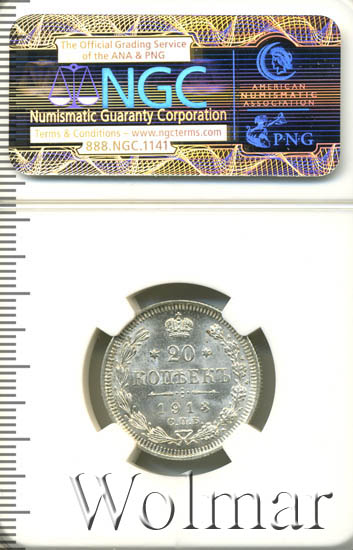 The Official Grading Service
of the ANA & PNG
NGC
Numismatic Guaranty Corporation
Terms & Conditions – www.ngcterms.com
888.NGC.1141
AMERICAN
NUMISMATIC
ASSOCIATION
PNG
20
КОПѢЕКЪ
С.П.Б.
Wolmar